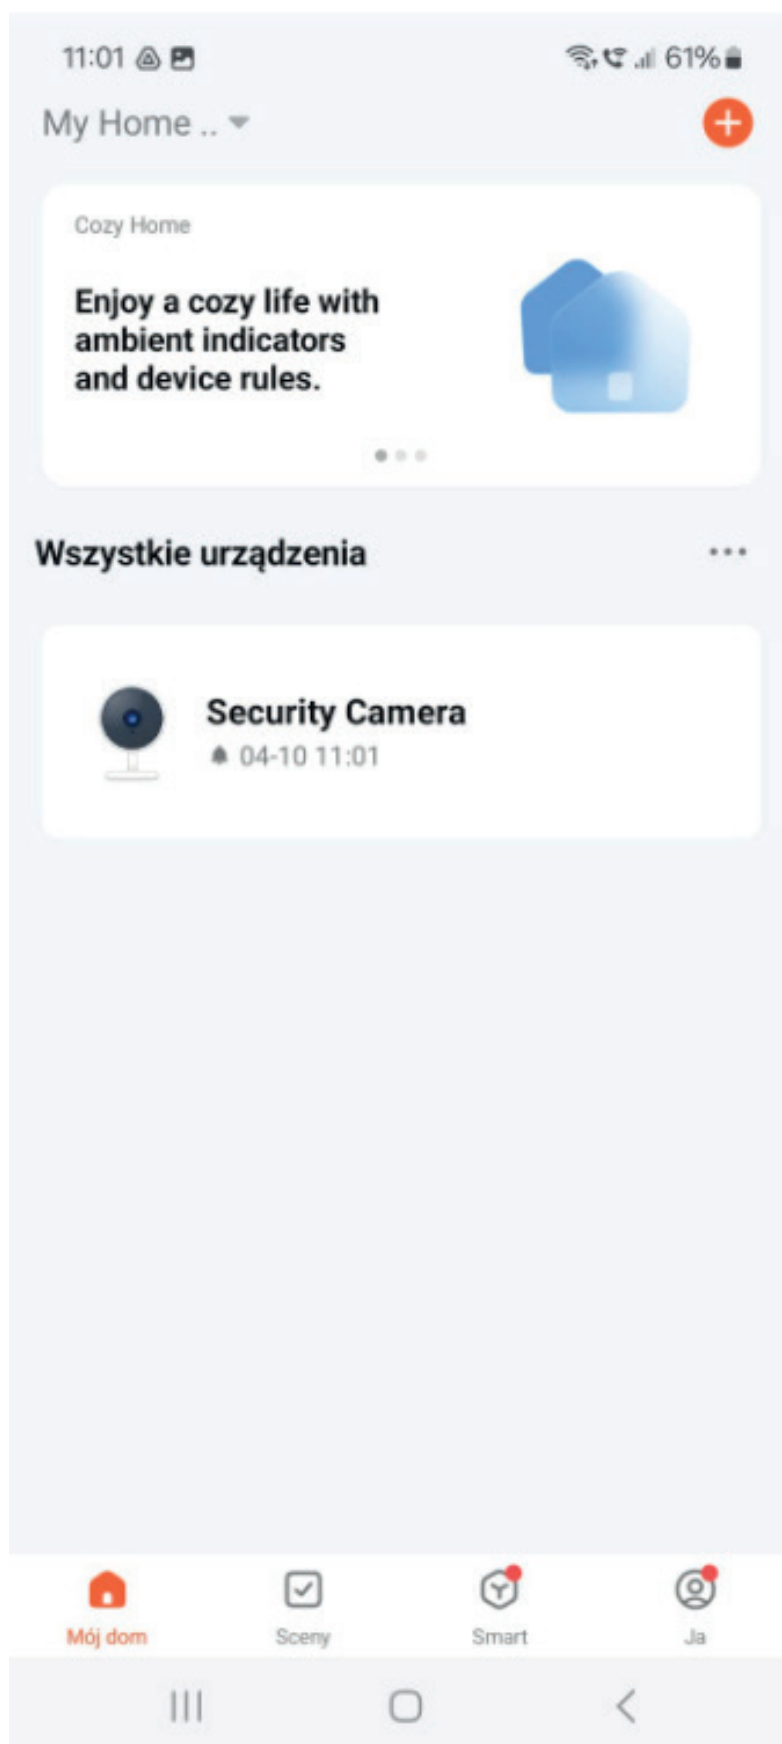 11:01 61%
My Home ..
Cozy Home
Enjoy a cozy life with
ambient indicators
and device rules.
Wszystkie urządzenia
Security Camera
04-10 11:01
Mój dom Sceny Smart Ja